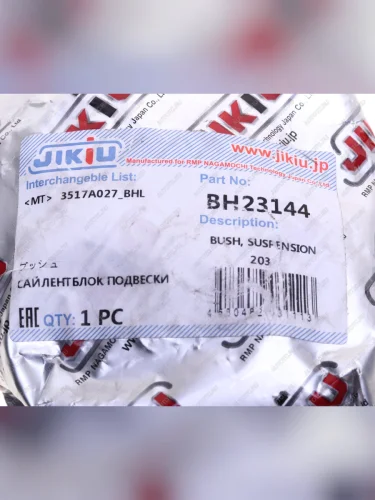 JIKIU
www.jikiu.jp
Manufactured for RMP NAGAMOCHI Technology Japan Co., Ltd
Interchangeble List:
Part No:
<MT> 3517A027_BHL
BH23144
Description:
BUSH, SUSPENSION
203
ブッシュ
САЙЛЕНТБЛОК ПОДВЕСКИ
EAC QTY: 1 PC